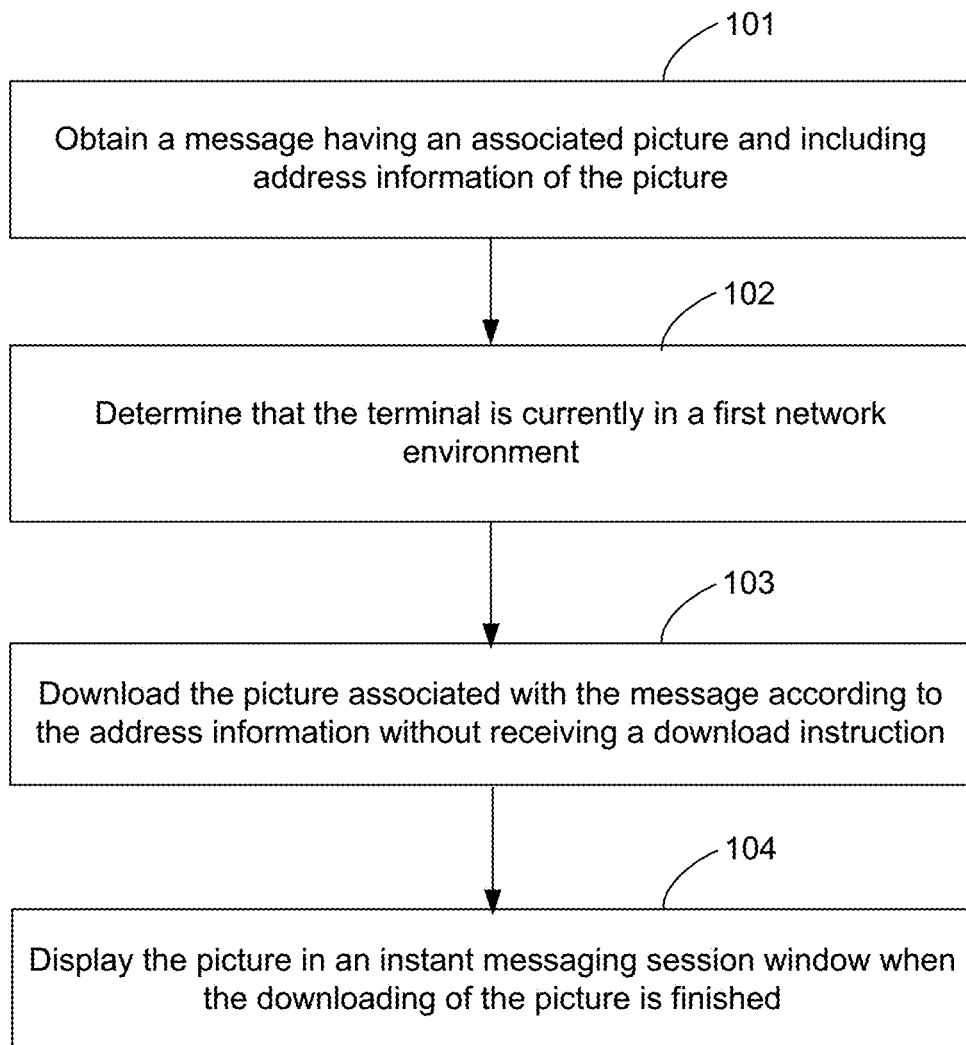 101
Obtain a message having an associated picture and including
address information of the picture
102
Determine that the terminal is currently in a first network
environment
103
Download the picture associated with the message according to
the address information without receiving a download instruction
104
Display the picture in an instant messaging session window when
the downloading of the picture is finished